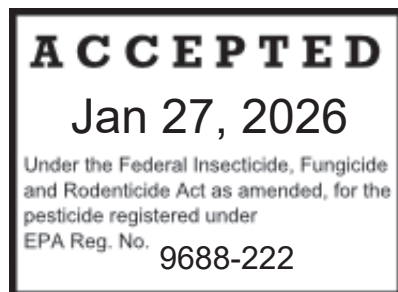 ACCEPTED
Jan 27, 2026
Under the Federal Insecticide, Fungicide
and Rodenticide Act as amended, for the
pesticide registered under
EPA Reg. No. 9688-222